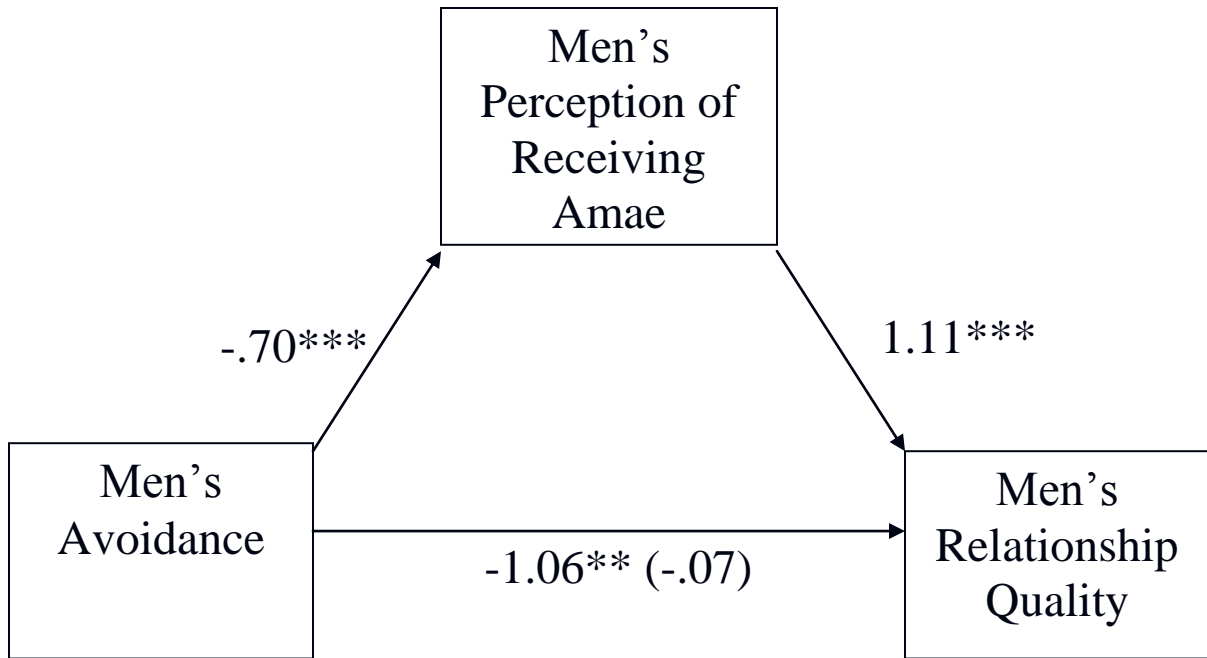 Men’s
Perception of
Receiving
Amae
-.70***
1.11***
Men’s
Avoidance
-1.06** (-.07)
Men’s
Relationship
Quality